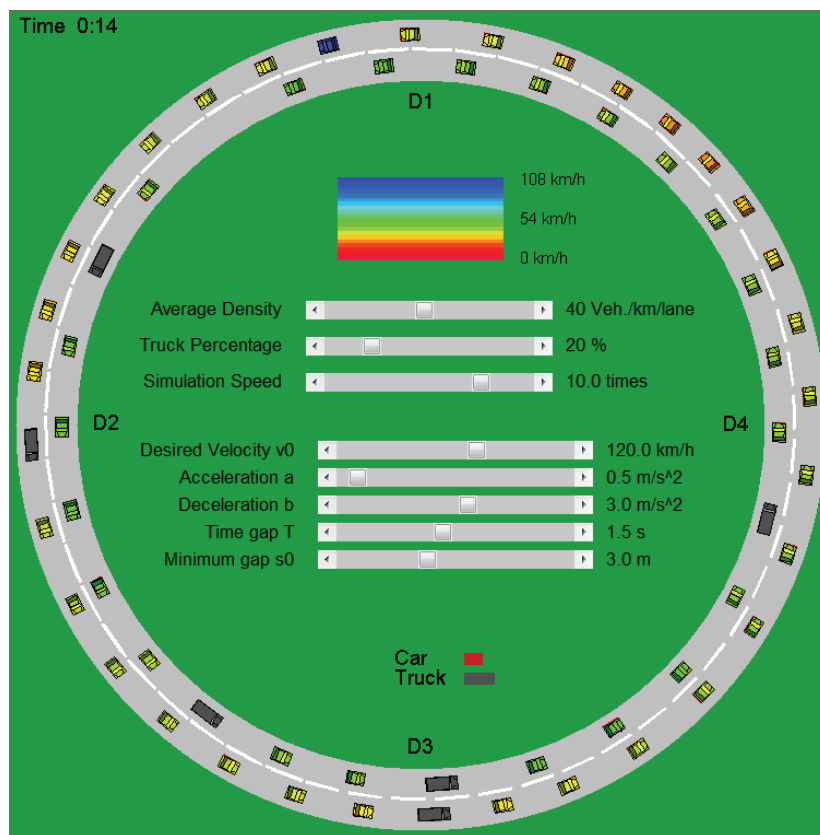 Time 0:14
D1
108 km/h
54 km/h
0 km/h
Average Density 40 Veh./km/lane
Truck Percentage 20 %
Simulation Speed 10.0 times
D2
D4
Desired Velocity v0 120.0 km/h
Acceleration a 0.5 m/s^2
Deceleration b 3.0 m/s^2
Time gap T 1.5 s
Minimum gap s0 3.0 m
Car
Truck
D3